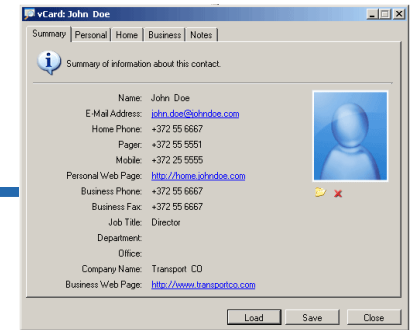 vCard: John Doe
Summary Personal Home Business Notes
Summary of information about this contact.
Name: John Doe
E-Mail Address: john.doe@johndoe.com
Home Phone: +372 55 6667
Pager: +372 55 5551
Mobile: +372 25 5555
Personal Web Page: http://home.johndoe.com
Business Phone: +372 55 6667
Business Fax: +372 55 6667
Job Title: Director
Department:
Office:
Company Name: Transport CO
Business Web Page: http://www.transportco.com
Load Save Close